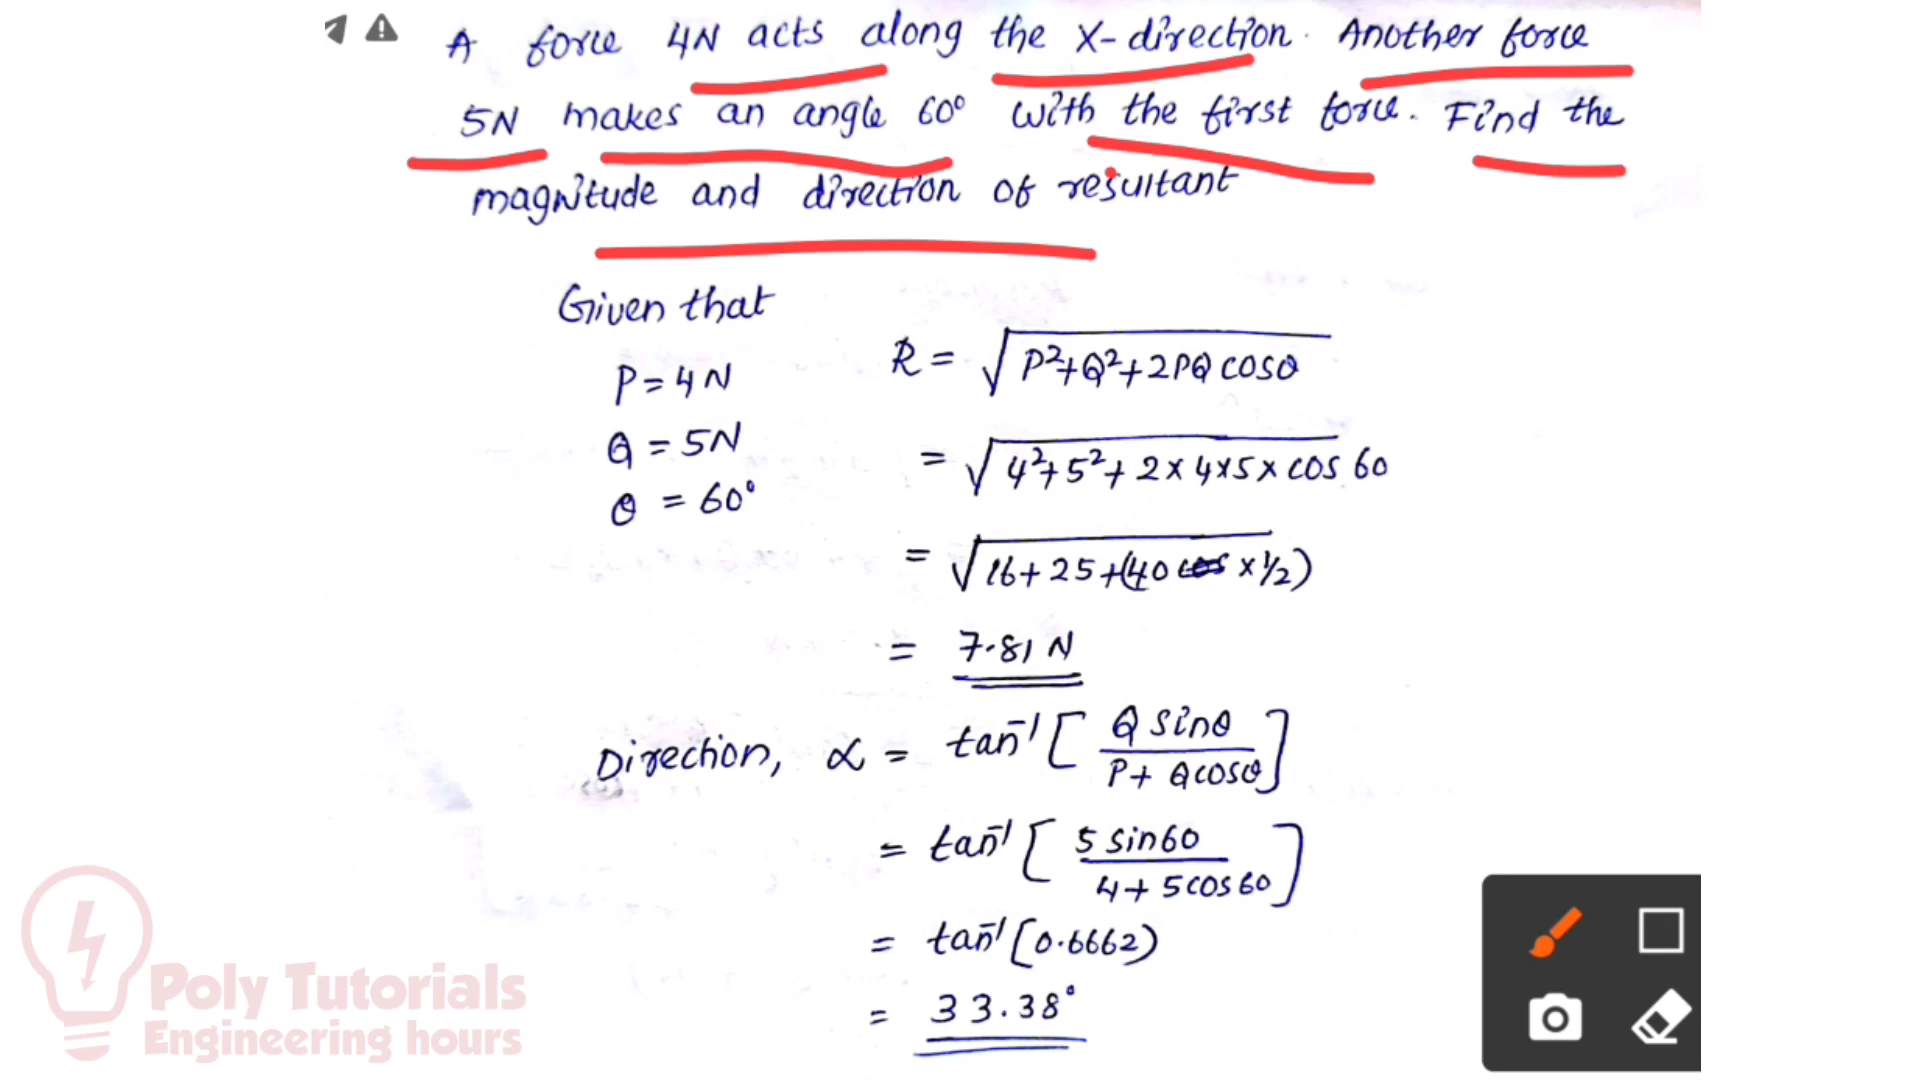 A force 4N acts along the X-direction. Another force
5N makes an angle 60° with the first force. Find the
magnitude and direction of resultant
Given that
P = 4N
Q = 5N
θ = 60°
R = √P²+Q²+2PQ cosθ
= √4²+5²+2×4×5×cos 60
= √16+25+(40 cos ×1/2)
= 7.81 N
Direction, α = tan⁻¹[Q sinθ / P+ Qcosθ]
= tan⁻¹[5 sin60 / 4+ 5cos60]
= tan⁻¹(0.6662)
= 33.38°
Poly Tutorials
Engineering hours